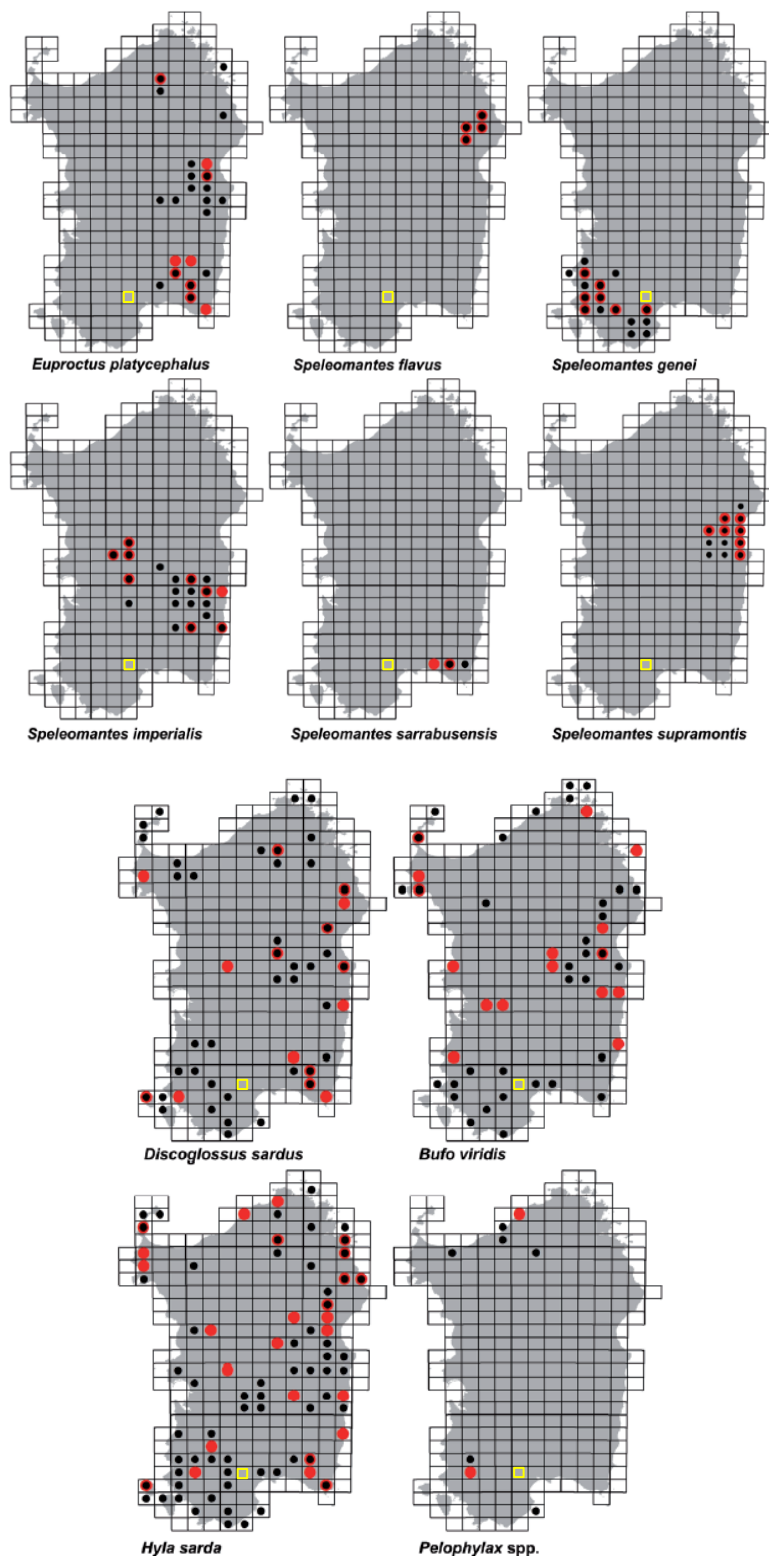 Euproctus platycephalus
Speleomantes flavus
Speleomantes genei
Speleomantes imperialis
Speleomantes sarrabusensis
Speleomantes supramontis
Discoglossus sardus
Bufo viridis
Hyla sarda
Pelophylax spp.